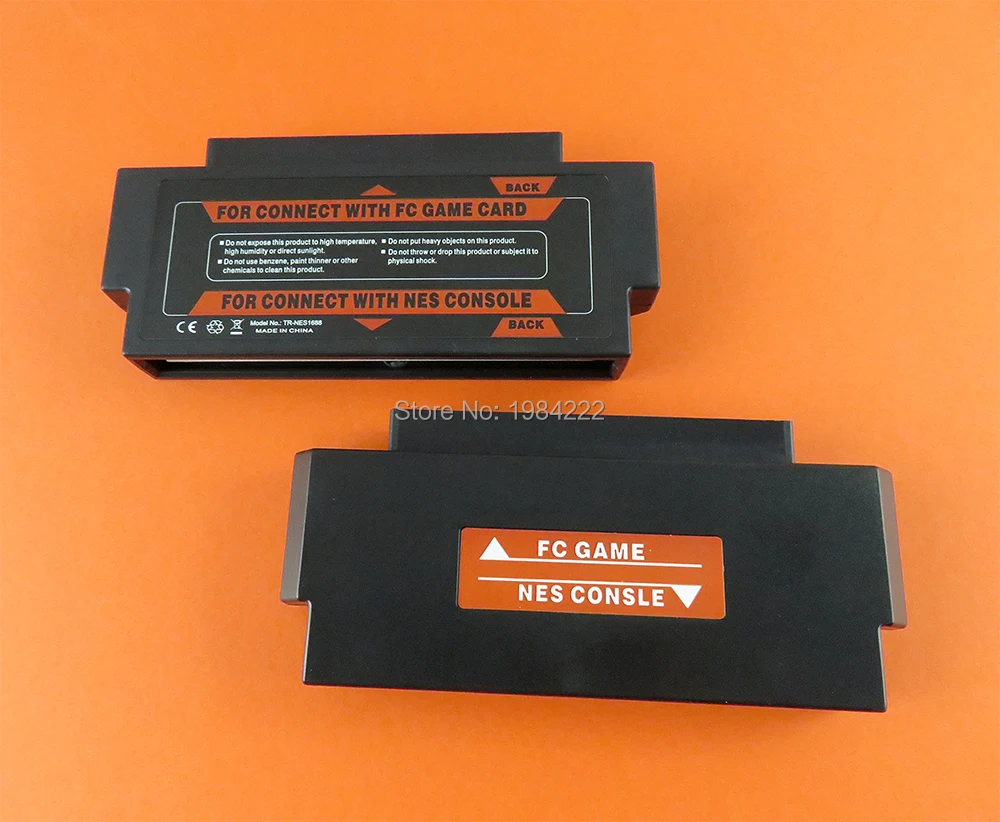 BACK
FOR CONNECT WITH FC GAME CARD
■ Do not expose this product to high temperature,
high humidity or direct sunlight.
■ Do not use benzene, paint thinner or other
chemicals to clean this product.
■ Do not put heavy objects on this product.
■ Do not throw or drop this product or subject it to
physical shock.
FOR CONNECT WITH NES CONSOLE
CE
Model No.: TR-NES1688
MADE IN CHINA
BACK
Store No: 1984222
FC GAME
NES CONSLE